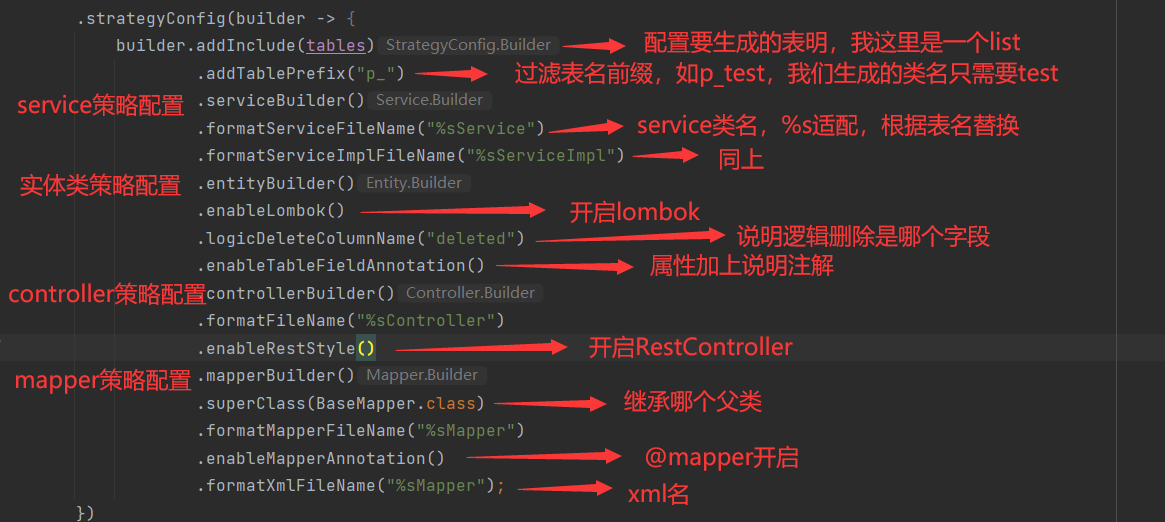 .strategyConfig(builder -> {
builder.addInclude(tables) StrategyConfig.Builder 配置要生成的表明，我这里是一个list
.addTablePrefix("p_") 过滤表名前缀，如p_test，我们生成的类名只需要test
service策略配置 .serviceBuilder() Service.Builder
.formatServiceFileName("%sService") service类名，%s适配，根据表名替换
.formatServiceImplFileName("%sServiceImpl") 同上
实体类策略配置 .entityBuilder() Entity.Builder
.enableLombok() 开启lombok
.logicDeleteColumnName("deleted") 说明逻辑删除是哪个字段
.enableTableFieldAnnotation() 属性加上说明注解
controller策略配置 .controllerBuilder() Controller.Builder
.formatFileName("%sController")
.enableRestStyle() 开启RestController
mapper策略配置 .mapperBuilder() Mapper.Builder
.superClass(BaseMapper.class) 继承哪个父类
.formatMapperFileName("%sMapper")
.enableMapperAnnotation() @mapper开启
.formatXmlFileName("%sMapper"); xml名
})